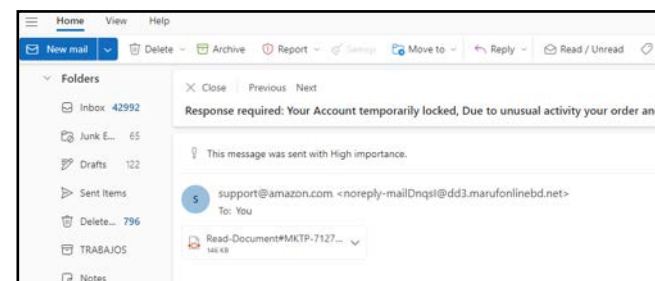 Home View Help
New mail Delete Archive Report Sweep Move to Reply Read / Unread
Folders
Close Previous Next
Response required: Your Account temporarily locked, Due to unusual activity your order an
Inbox 42992
Junk E... 65
This message was sent with High importance.
Drafts 122
S support@amazon.com <noreply-mailDnqsI@dd3.marufonlinebd.net>
Sent Items
To: You
Delete... 796
Read-Document#MKTP-7127...
146 KB
TRABAJOS
Notes